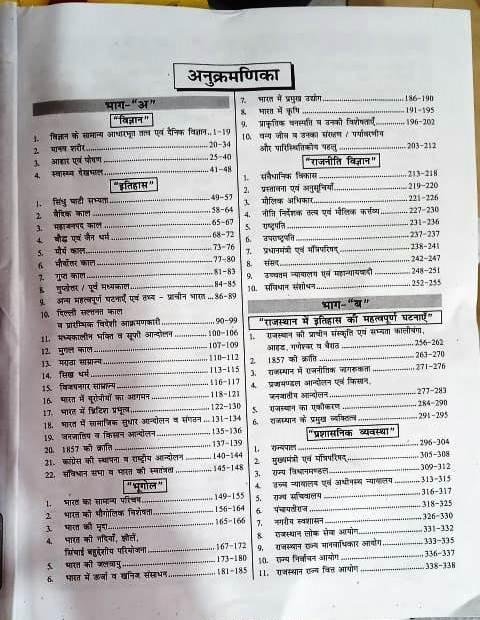 अनुक्रमणिका
भाग-"अ"
"विज्ञान"
1. विज्ञान के सामान्य आधारभूत तत्व एवं दैनिक विज्ञान..1-19
2. मानव शरीर...20-34
3. आहार एवं पोषण...25-40
4. स्वास्थ्य देखभाल...41-48
"इतिहास"
1. सिंधु घाटी सभ्यता...49-57
2. वैदिक काल...58-64
3. महाजनपद काल...65-67
4. बौद्ध एवं जैन धर्म...68-72
5. मौर्य काल...73-76
6. मौर्योत्तर काल...77-80
7. गुप्त काल...81-83
8. गुप्तोत्तर / पूर्व मध्यकाल...84-85
9. अन्य महत्वपूर्ण घटनाएँ एवं तथ्य - प्राचीन भारत..86-89
10. दिल्ली सल्तनत काल
व प्रारम्भिक विदेशी आक्रमणकारी...90-99
11. मध्यकालीन भक्ति व सूफी आन्दोलन...100-106
12. मुगल काल...107-109
13. मराठा साम्राज्य...110-112
14. सिख धर्म...113-115
15. विजयनगर साम्राज्य...116-117
16. भारत में यूरोपीयों का आगमन...118-121
17. भारत में ब्रिटिश प्रभुत्व...122-130
18. भारत में सामाजिक सुधार आन्दोलन व संगठन...131-134
19. जनजातिय व किसान आन्दोलन...135-136
20. 1857 की क्रांति...137-139
21. कांग्रेस की स्थापना व राष्ट्रीय आन्दोलन...140-144
22. संविधान सभा व भारत की स्वतंत्रता...145-148
"भूगोल"
1. भारत का सामान्य परिचय...149-155
2. भारत की भौगोलिक विशेषता...156-164
3. भारत की मृदा...165-166
4. भारत की नदियाँ, झीलें,
सिंचाई बहुद्देशीय परियोजना...167-172
5. भारत की जलवायु...173-180
6. भारत में ऊर्जा व खनिज संसाधन...181-185
7. भारत में प्रमुख उद्योग...186-190
8. भारत में कृषि...191-195
9. प्राकृतिक वनस्पति व उनकी विशेषताएँ...196-202
10. वन्य जीव व उनका संरक्षण / पर्यावरणीय
और पारिस्थितिकीय पहलू...203-212
"राजनीति विज्ञान"
1. संवैधानिक विकास...213-218
2. प्रस्तावना एवं अनुसूचियाँ...219-220
3. मौलिक अधिकार...221-226
4. नीति निर्देशक तत्व एवं मौलिक कर्त्तव्य...227-230
5. राष्ट्रपति...231-236
6. उपराष्ट्रपति...237-237
7. प्रधानमंत्री एवं मंत्रिपरिषद्...238-241
8. संसद...242-247
9. उच्चतम न्यायालय एवं महान्यायवादी...248-251
10. संविधान संशोधन...252-255
भाग-"ब"
"राजस्थान में इतिहास की महत्वपूर्ण घटनाएँ"
1. राजस्थान की प्राचीन संस्कृति एवं सभ्यता कालीबंगा,
आहड़, गणेश्वर व बैराठ...256-262
2. 1857 की क्रांति...263-270
3. राजस्थान में राजनीतिक जागरूकता...271-276
4. प्रजामण्डल आन्दोलन एवं किसान,
जनजातीय आन्दोलन...277-283
5. राजस्थान का एकीकरण...284-290
6. राजस्थान के प्रमुख व्यक्तित्व...291-295
"प्रशासनिक व्यवस्था"
1. राज्यपाल...296-304
2. मुख्यमंत्री एवं मंत्रिपरिषद्...305-308
3. राज्य विधानमण्डल...309-312
4. उच्च न्यायालय एवं अधीनस्थ न्यायालय...313-315
5. राज्य सचिवालय...316-317
6. पंचायतीराज...318-325
7. नगरीय स्वशासन...326-330
8. राजस्थान लोक सेवा आयोग...331-332
9. राजस्थान राज्य मानवाधिकार आयोग...333-335
10. राज्य निर्वाचन आयोग...336-337
11. राजस्थान राज्य वित्त आयोग...338-338